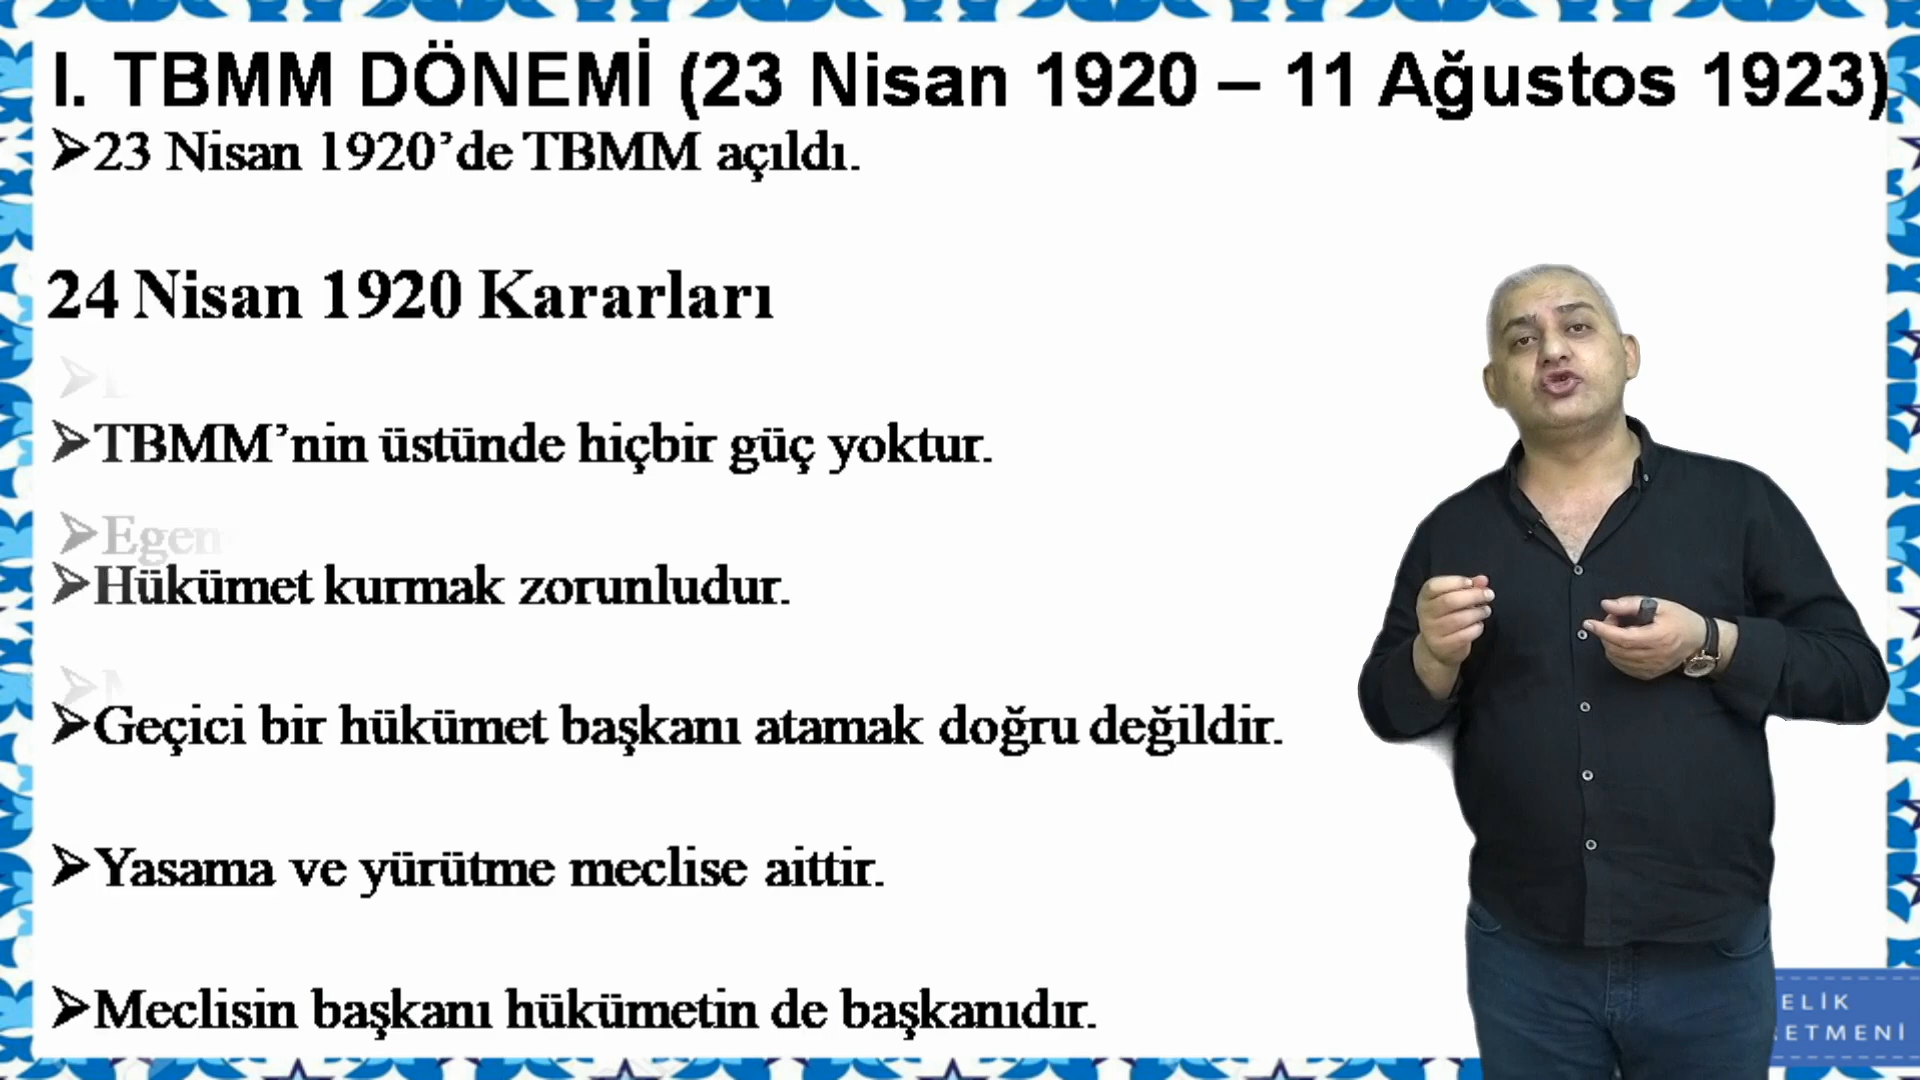 I. TBMM DÖNEMİ (23 Nisan 1920 – 11 Ağustos 1923)
➢23 Nisan 1920’de TBMM açıldı.
24 Nisan 1920 Kararları
➢TBMM’nin üstünde hiçbir güç yoktur.
➢Hükümet kurmak zorunludur.
➢Geçici bir hükümet başkanı atamak doğru değildir.
➢Yasama ve yürütme meclise aittir.
➢Meclisin başkanı hükümetin de başkanıdır.